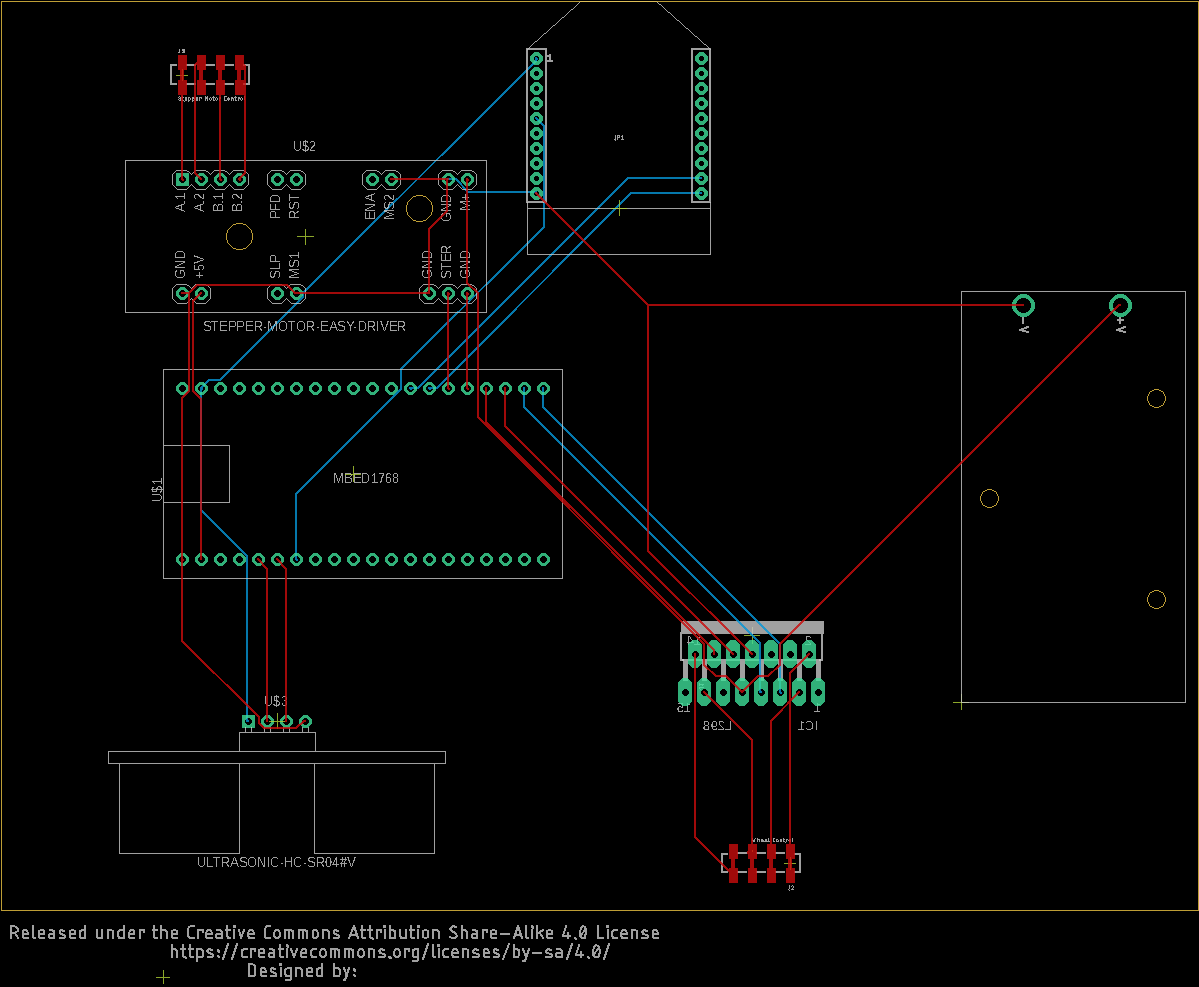 J3
Stepper Motor Control
1
JP1
U$2
A.1
A.2
B.1
B.2
PFD
RST
ENA
MS2
GND
M+
GND
+5V
SLP
MS1
GND
STER
GND
STEPPER-MOTOR-EASY-DRIVER
-V
+V
MBED1768
U$1
U$3
2
15
1
L298
IC1
ULTRASONIC-HC-SR04#V
Wheel Control
J2
Released under the Creative Commons Attribution Share-Alike 4.0 License
https://creativecommons.org/licenses/by-sa/4.0/
Designed by: